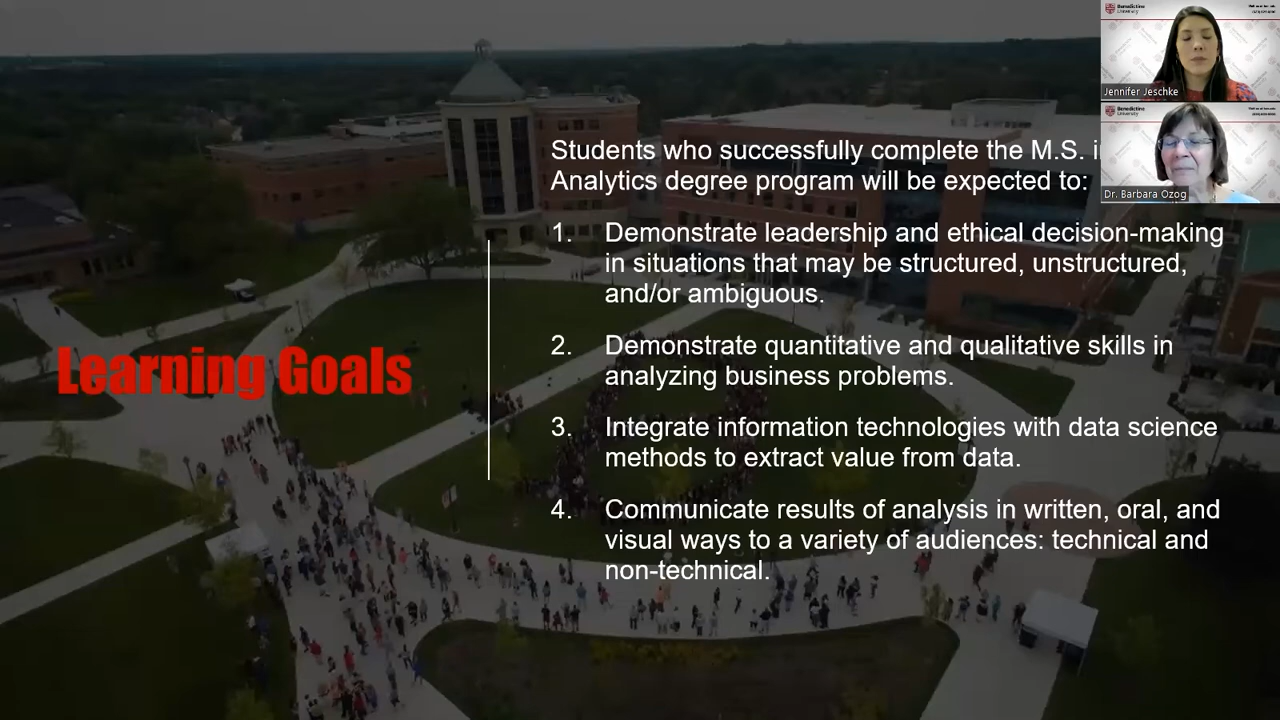 Benedictine
University
Jennifer Jeschke
Benedictine
University
Dr. Barbara Ozog
Learning Goals
Students who successfully complete the M.S. i
Analytics degree program will be expected to:
1. Demonstrate leadership and ethical decision-making
in situations that may be structured, unstructured,
and/or ambiguous.
2. Demonstrate quantitative and qualitative skills in
analyzing business problems.
3. Integrate information technologies with data science
methods to extract value from data.
4. Communicate results of analysis in written, oral, and
visual ways to a variety of audiences: technical and
non-technical.